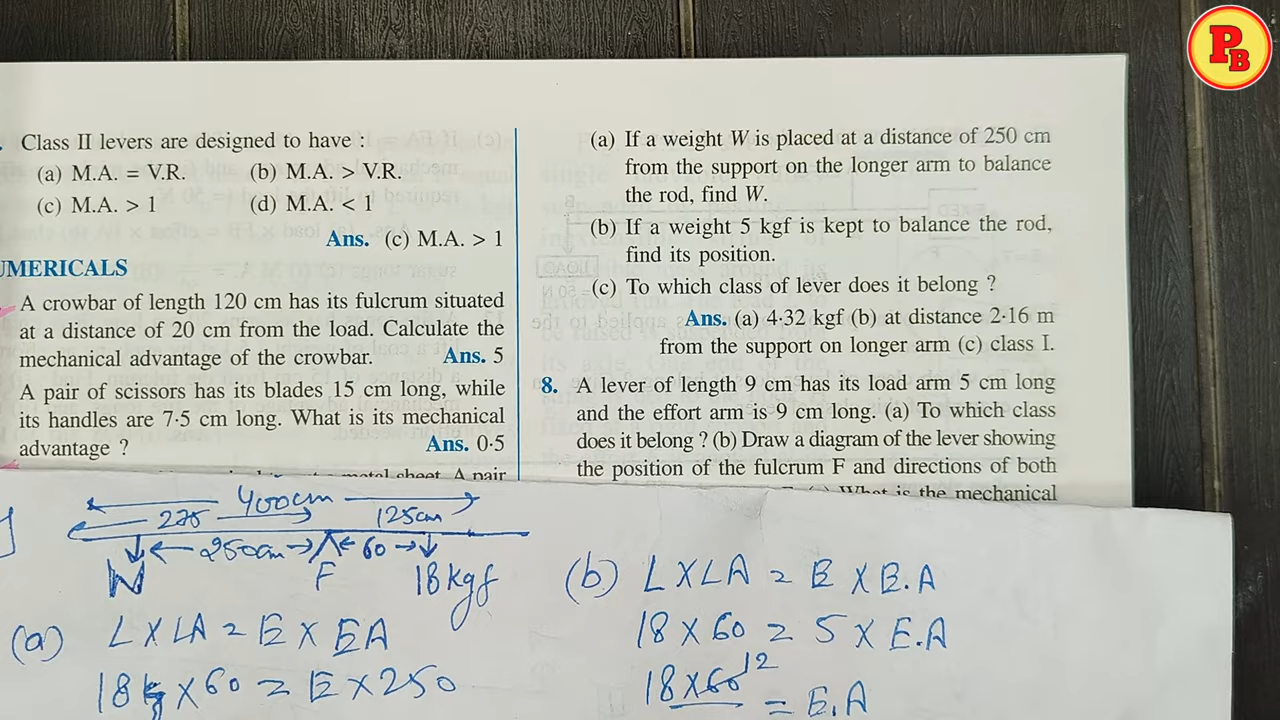 PB
Class II levers are designed to have :
(a) M.A. = V.R. (b) M.A. > V.R.
(c) M.A. > 1 (d) M.A. < 1
Ans. (c) M.A. > 1
UMERICALS
A crowbar of length 120 cm has its fulcrum situated
at a distance of 20 cm from the load. Calculate the
mechanical advantage of the crowbar. Ans. 5
A pair of scissors has its blades 15 cm long, while
its handles are 7·5 cm long. What is its mechanical
advantage ? Ans. 0·5
metal sheet. A pair
(a) If a weight W is placed at a distance of 250 cm
from the support on the longer arm to balance
the rod, find W.
(b) If a weight 5 kgf is kept to balance the rod,
find its position.
(c) To which class of lever does it belong ?
Ans. (a) 4·32 kgf (b) at distance 2·16 m
from the support on longer arm (c) class I.
8. A lever of length 9 cm has its load arm 5 cm long
and the effort arm is 9 cm long. (a) To which class
does it belong ? (b) Draw a diagram of the lever showing
the position of the fulcrum F and directions of both
What is the mechanical
400cm
275 125cm
250cm 60
W F 18kgf
(a) L X LA = E X EA
18 X 60 = E X 250
(b) L X LA = E X E.A
18 X 60 = 5 X E.A
18 X 60 12 = E.A